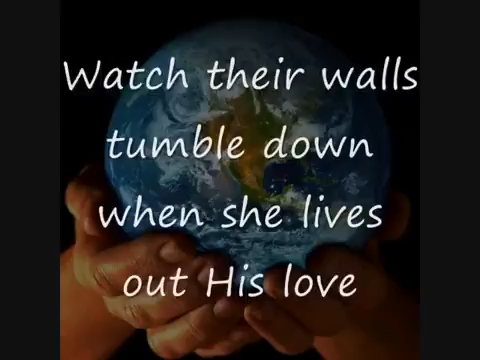 Watch their walls
tumble down
when she lives
out His love